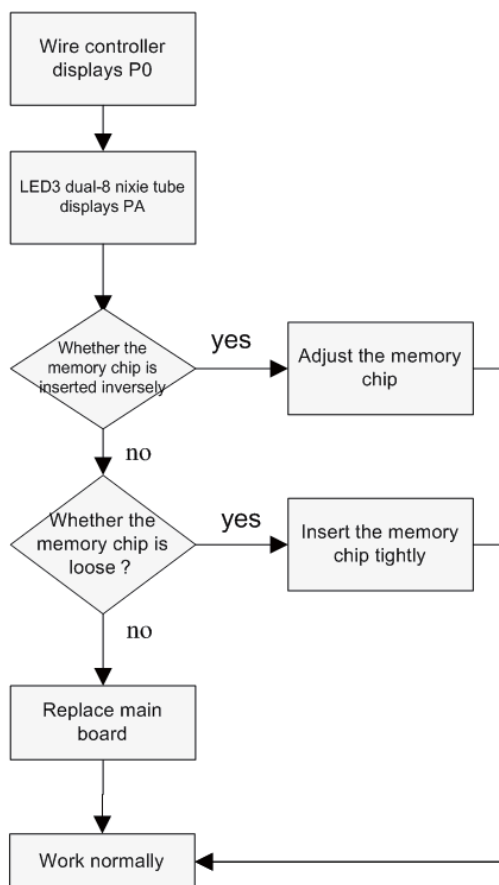 Wire controller
displays P0
LED3 dual-8 nixie tube
displays PA
Whether the
memory chip is
inserted inversely
yes
Adjust the memory
chip
no
Whether the
memory chip is
loose ?
yes
Insert the memory
chip tightly
no
Replace main
board
Work normally